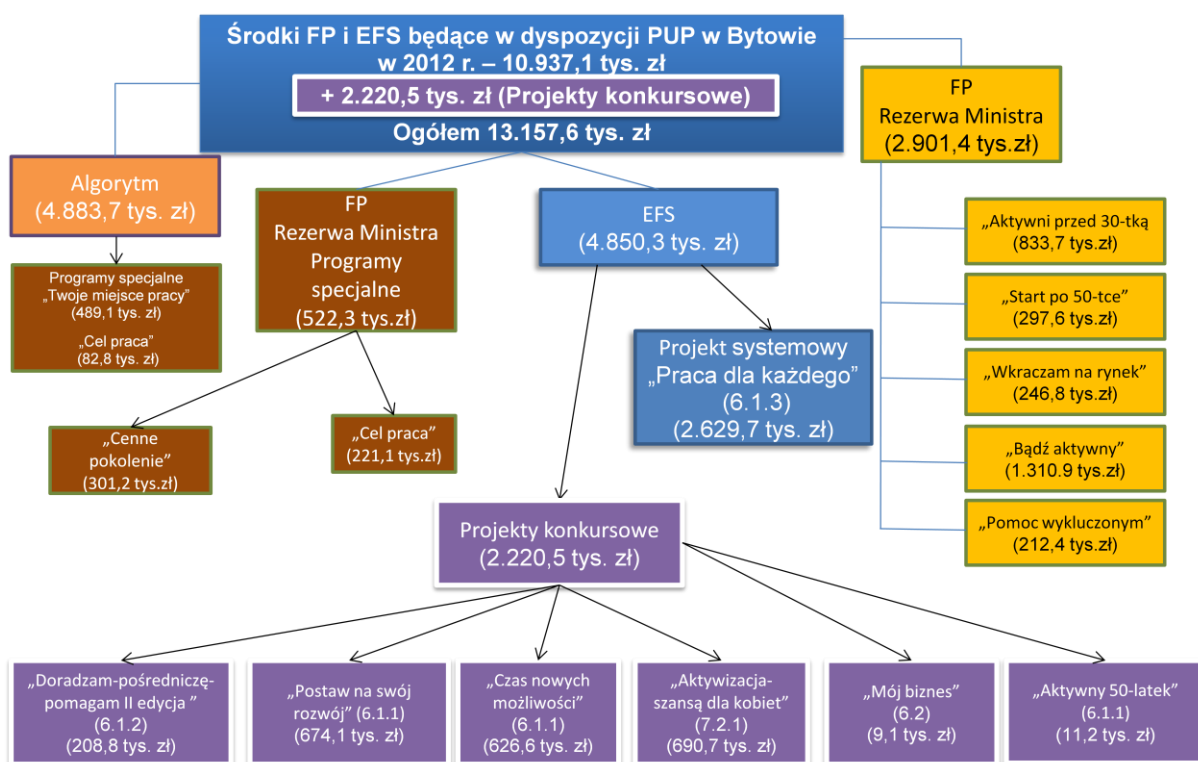 Środki FP i EFS będące w dyspozycji PUP w Bytowie
w 2012 r. – 10.937,1 tys. zł
+ 2.220,5 tys. zł (Projekty konkursowe)
Ogółem 13.157,6 tys. zł
FP
Rezerwa Ministra
(2.901,4 tys.zł)
Algorytm
(4.883,7 tys. zł)
FP
Rezerwa Ministra
Programy
specjalne
(522,3 tys.zł)
EFS
(4.850,3 tys. zł)
Programy specjalne
„Twoje miejsce pracy”
(489,1 tys. zł)
„Cel praca”
(82,8 tys. zł)
„Cenne
pokolenie”
(301,2 tys.zł)
„Cel praca”
(221,1 tys.zł)
Projekt systemowy
„Praca dla każdego”
(6.1.3)
(2.629,7 tys. zł)
„Aktywni przed 30-tką
(833,7 tys.zł)
„Start po 50-tce”
(297,6 tys.zł)
„Wkraczam na rynek”
(246,8 tys.zł)
„Bądź aktywny”
(1.310.9 tys.zł)
„Pomoc wykluczonym”
(212,4 tys.zł)
Projekty konkursowe
(2.220,5 tys. zł)
„Doradzam-pośredniczę-
pomagam II edycja ”
(6.1.2)
(208,8 tys. zł)
„Postaw na swój
rozwój” (6.1.1)
(674,1 tys. zł)
„Czas nowych
możliwości”
(6.1.1)
(626,6 tys. zł)
„Aktywizacja-
szansą dla kobiet”
(7.2.1)
(690,7 tys. zł)
„Mój biznes”
(6.2)
(9,1 tys. zł)
„Aktywny 50-latek”
(6.1.1)
(11,2 tys. zł)